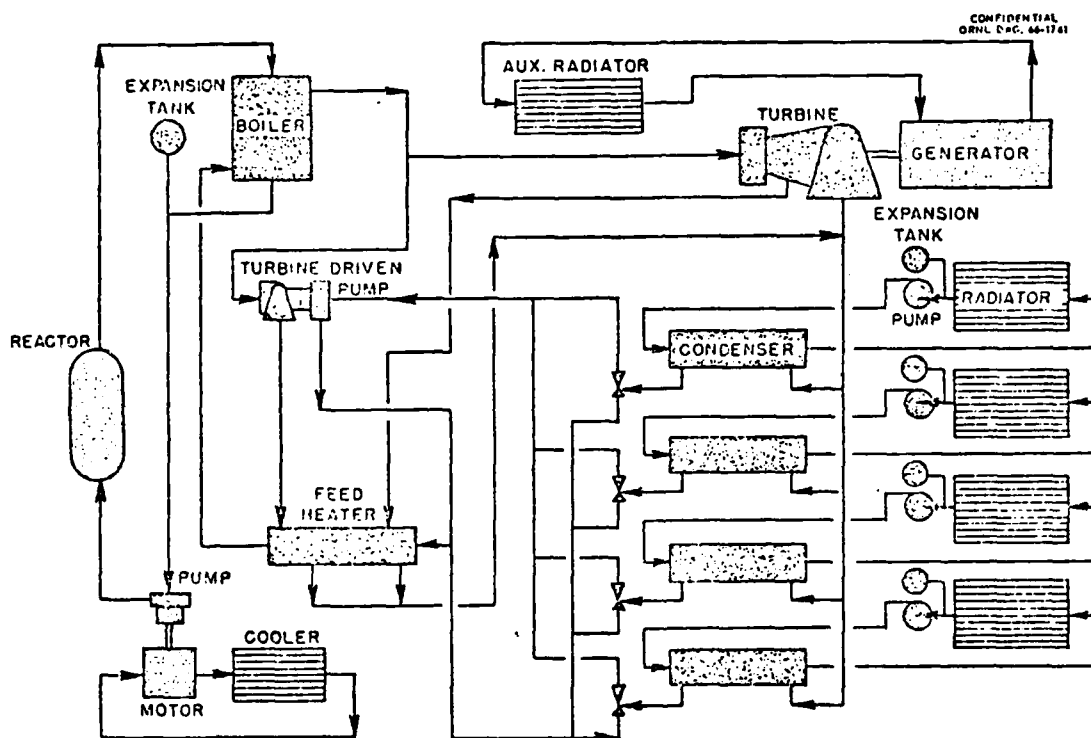 CONFIDENTIAL
ORNL DWG. 66-1761
AUX. RADIATOR
EXPANSION
TANK
BOILER
TURBINE
GENERATOR
EXPANSION
TANK
TURBINE DRIVEN
PUMP
RADIATOR
PUMP
REACTOR
CONDENSER
FEED
HEATER
PUMP
COOLER
MOTOR